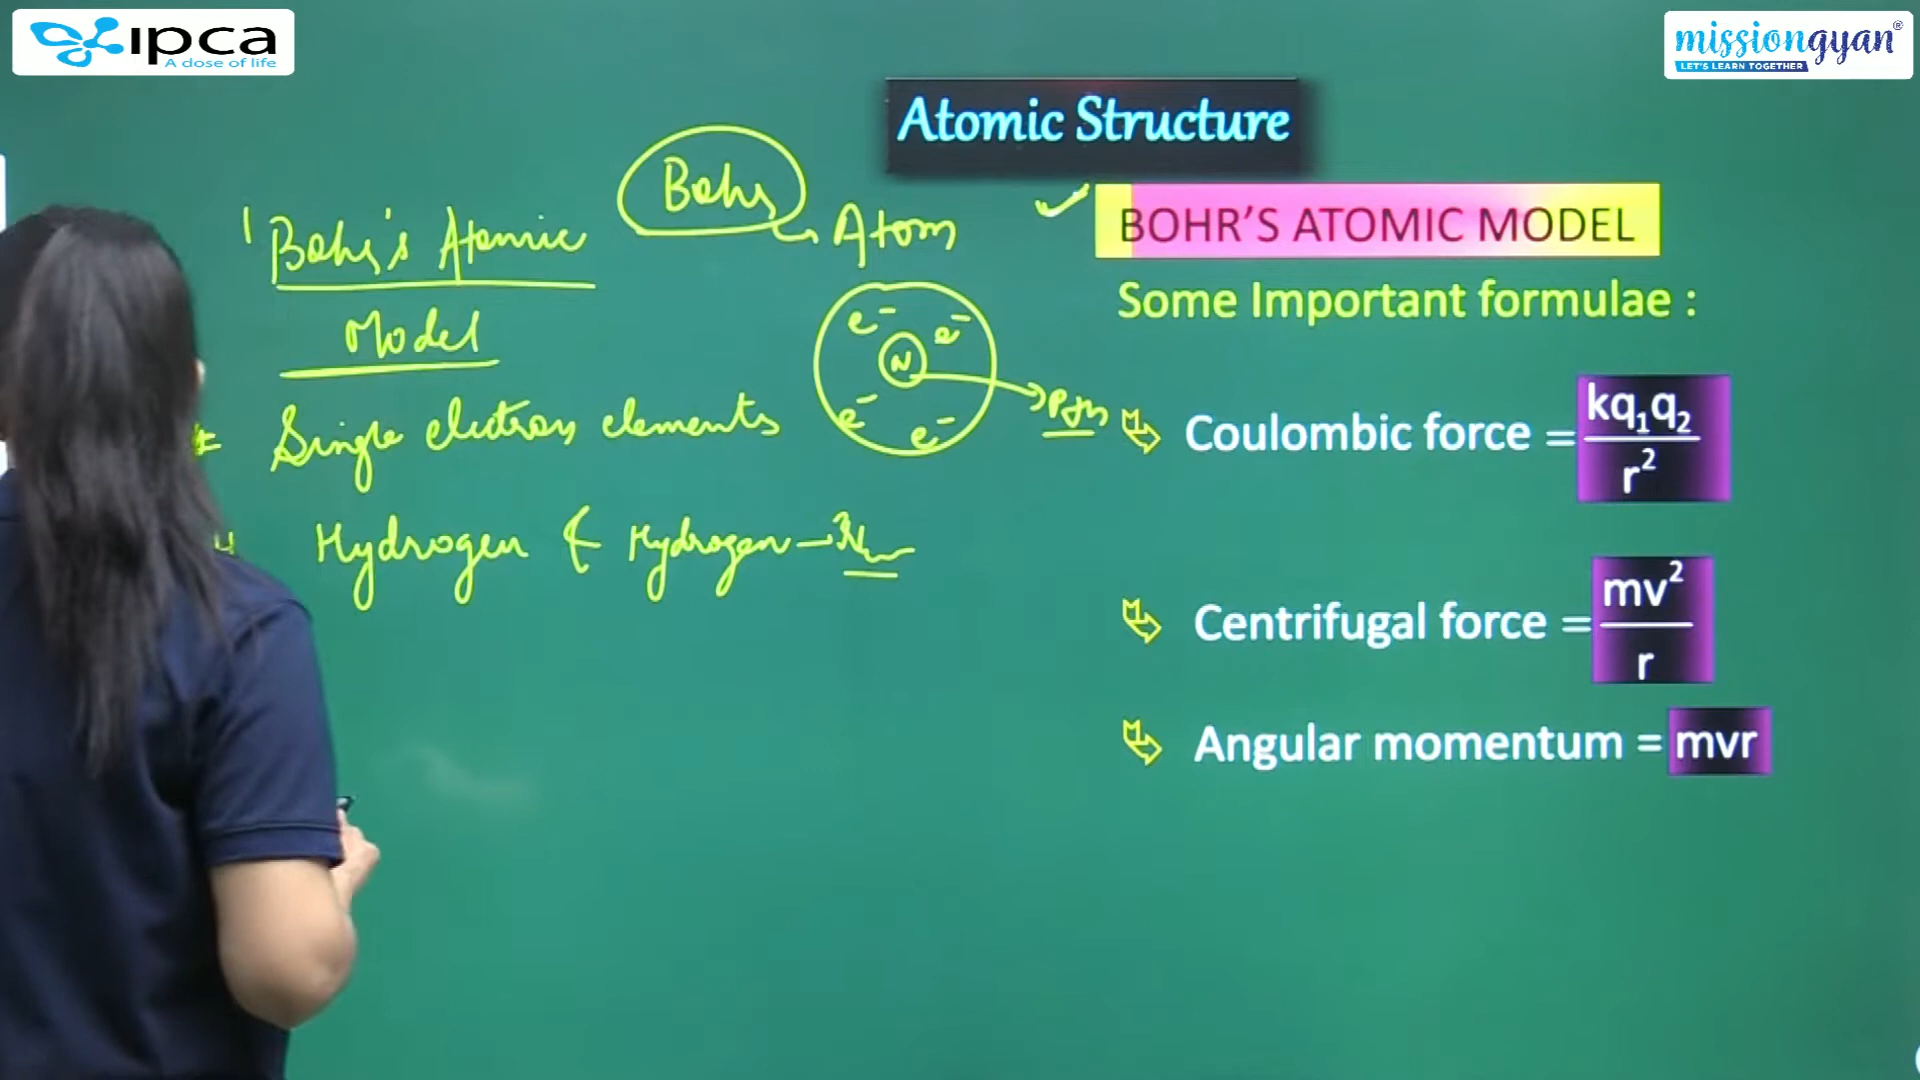 ipca
A dose of life
missiongyan®
LET'S LEARN TOGETHER
Atomic Structure
Bohr
Atom
Bohr's Atomic
Model
e⁻ e⁻
N
e⁻ e⁻
Single electron elements
Hydrogen & Hydrogen –
BOHR'S ATOMIC MODEL
Some Important formulae :
Coulombic force = kq₁q₂ / r²
Centrifugal force = mv² / r
Angular momentum = mvr